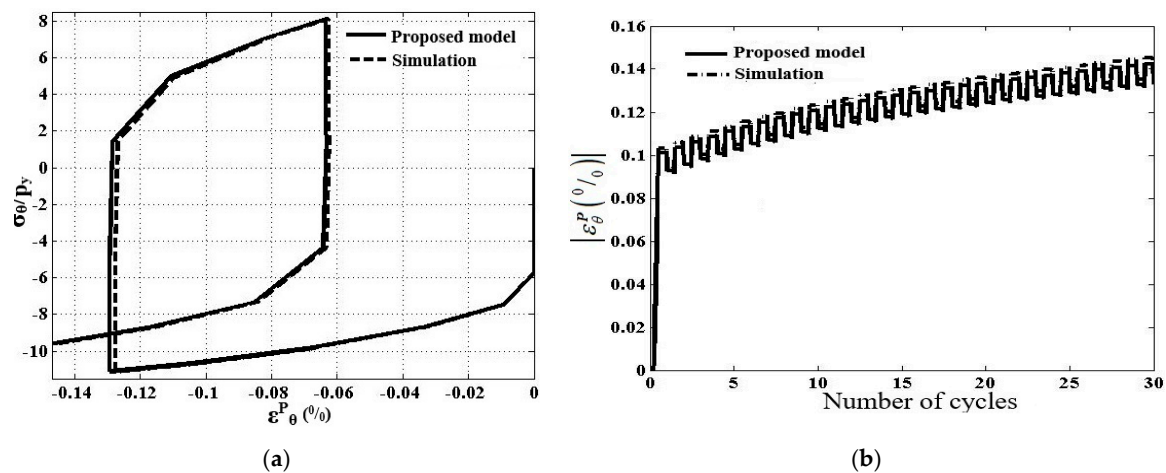 8
6
4
2
0
-2
-4
-6
-8
-10
σθ/py
Proposed model
Simulation
-0.14 -0.12 -0.1 -0.08 -0.06 -0.04 -0.02 0
εPθ (0/0)
(a)
0.16
0.14
0.12
0.1
0.08
0.06
0.04
0.02
0
|εθP(0/0)|
Proposed model
Simulation
0 5 10 15 20 25 30
Number of cycles
(b)